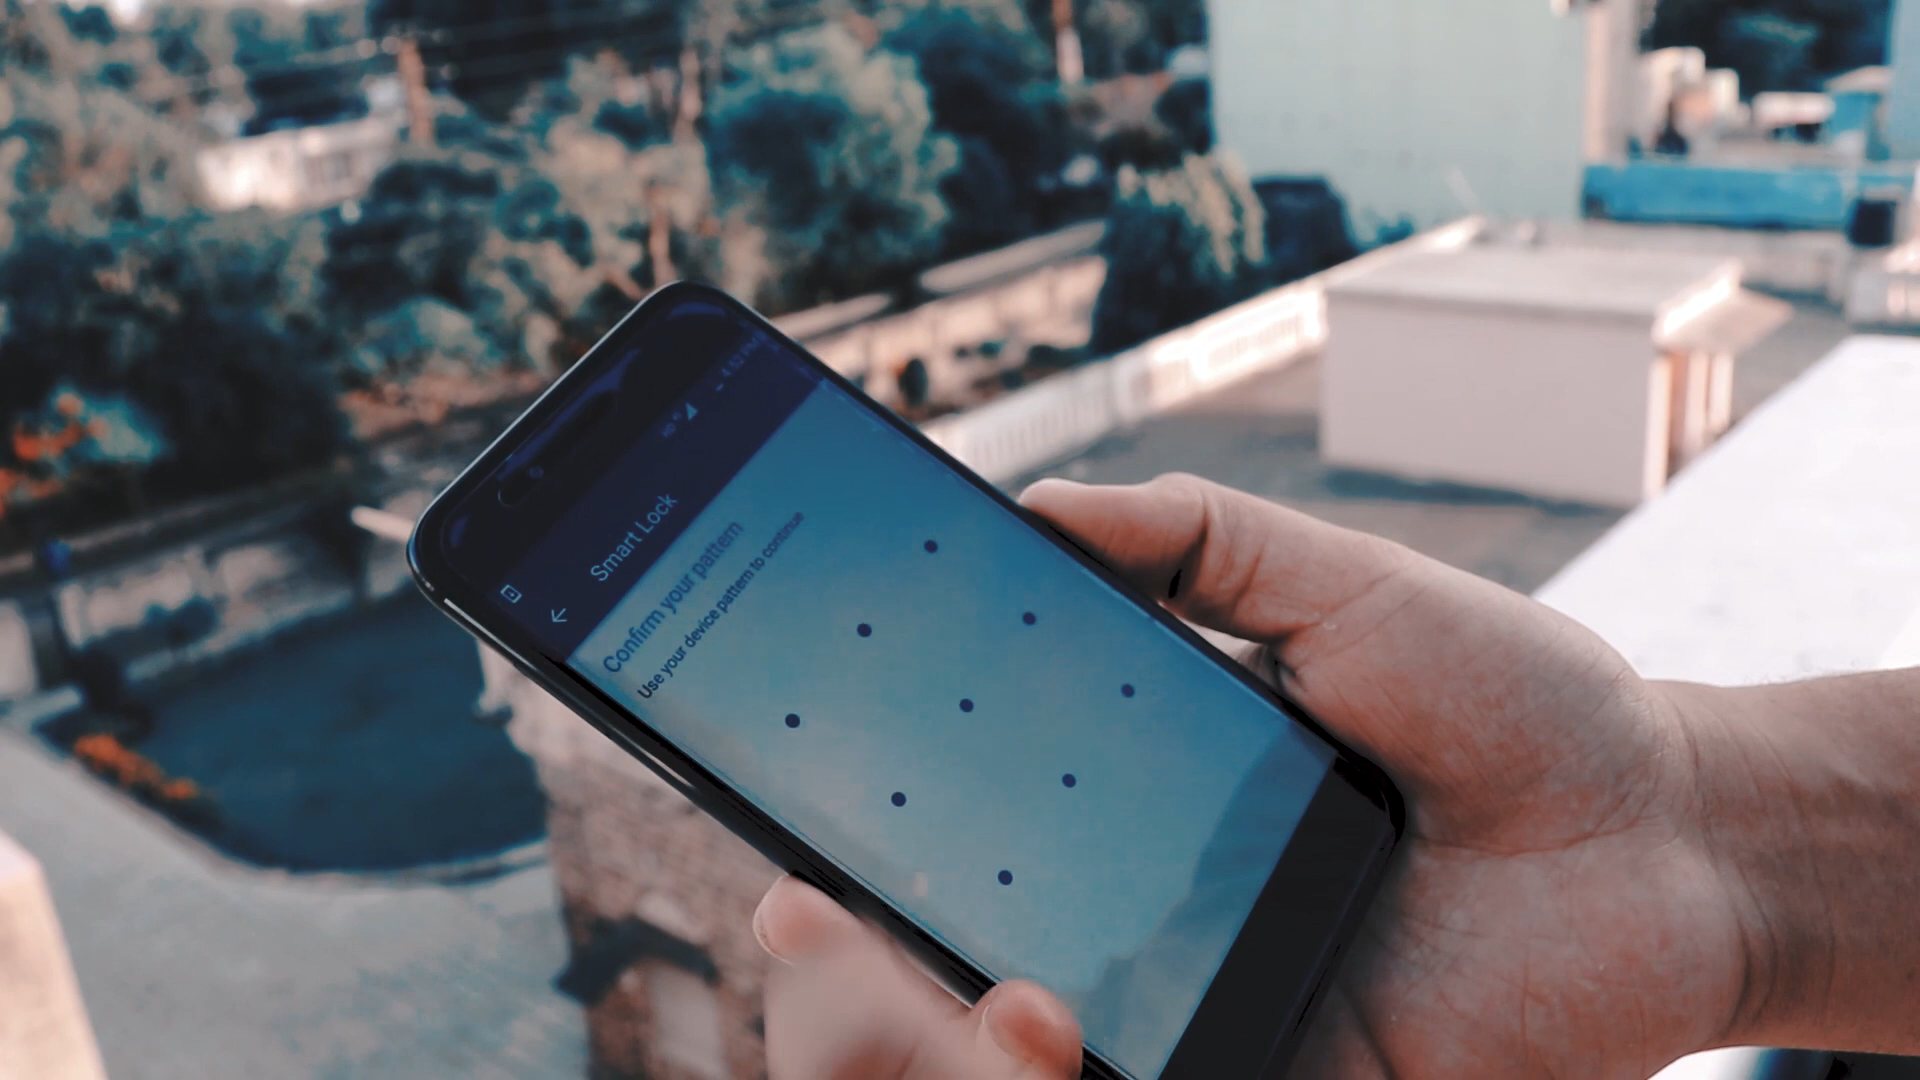 Smart Lock
Confirm your pattern
Use your device pattern to continue